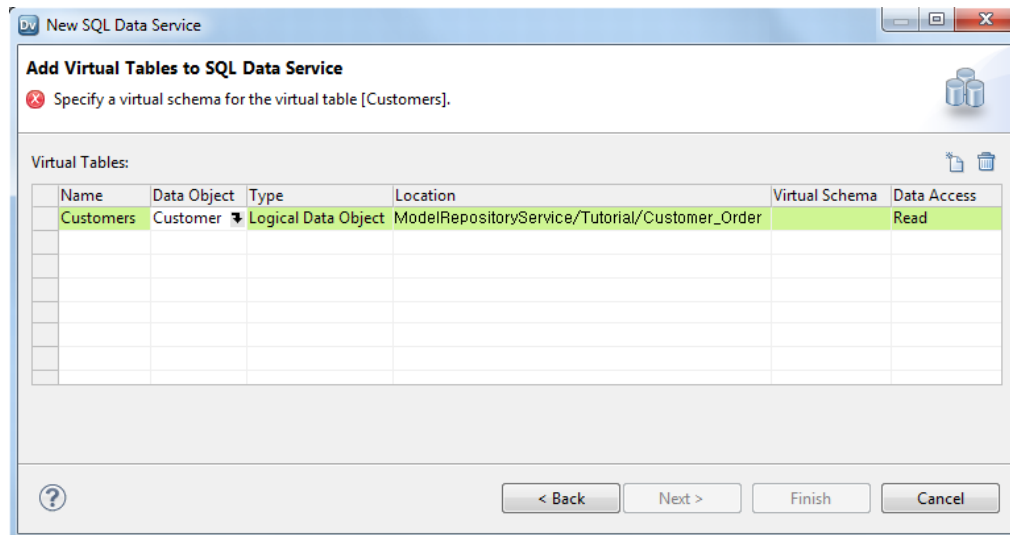 Dv New SQL Data Service
Add Virtual Tables to SQL Data Service
Specify a virtual schema for the virtual table [Customers].
Virtual Tables:
Name Data Object Type Location Virtual Schema Data Access
Customers Customer Logical Data Object ModelRepositoryService/Tutorial/Customer_Order Read
? < Back Next > Finish Cancel